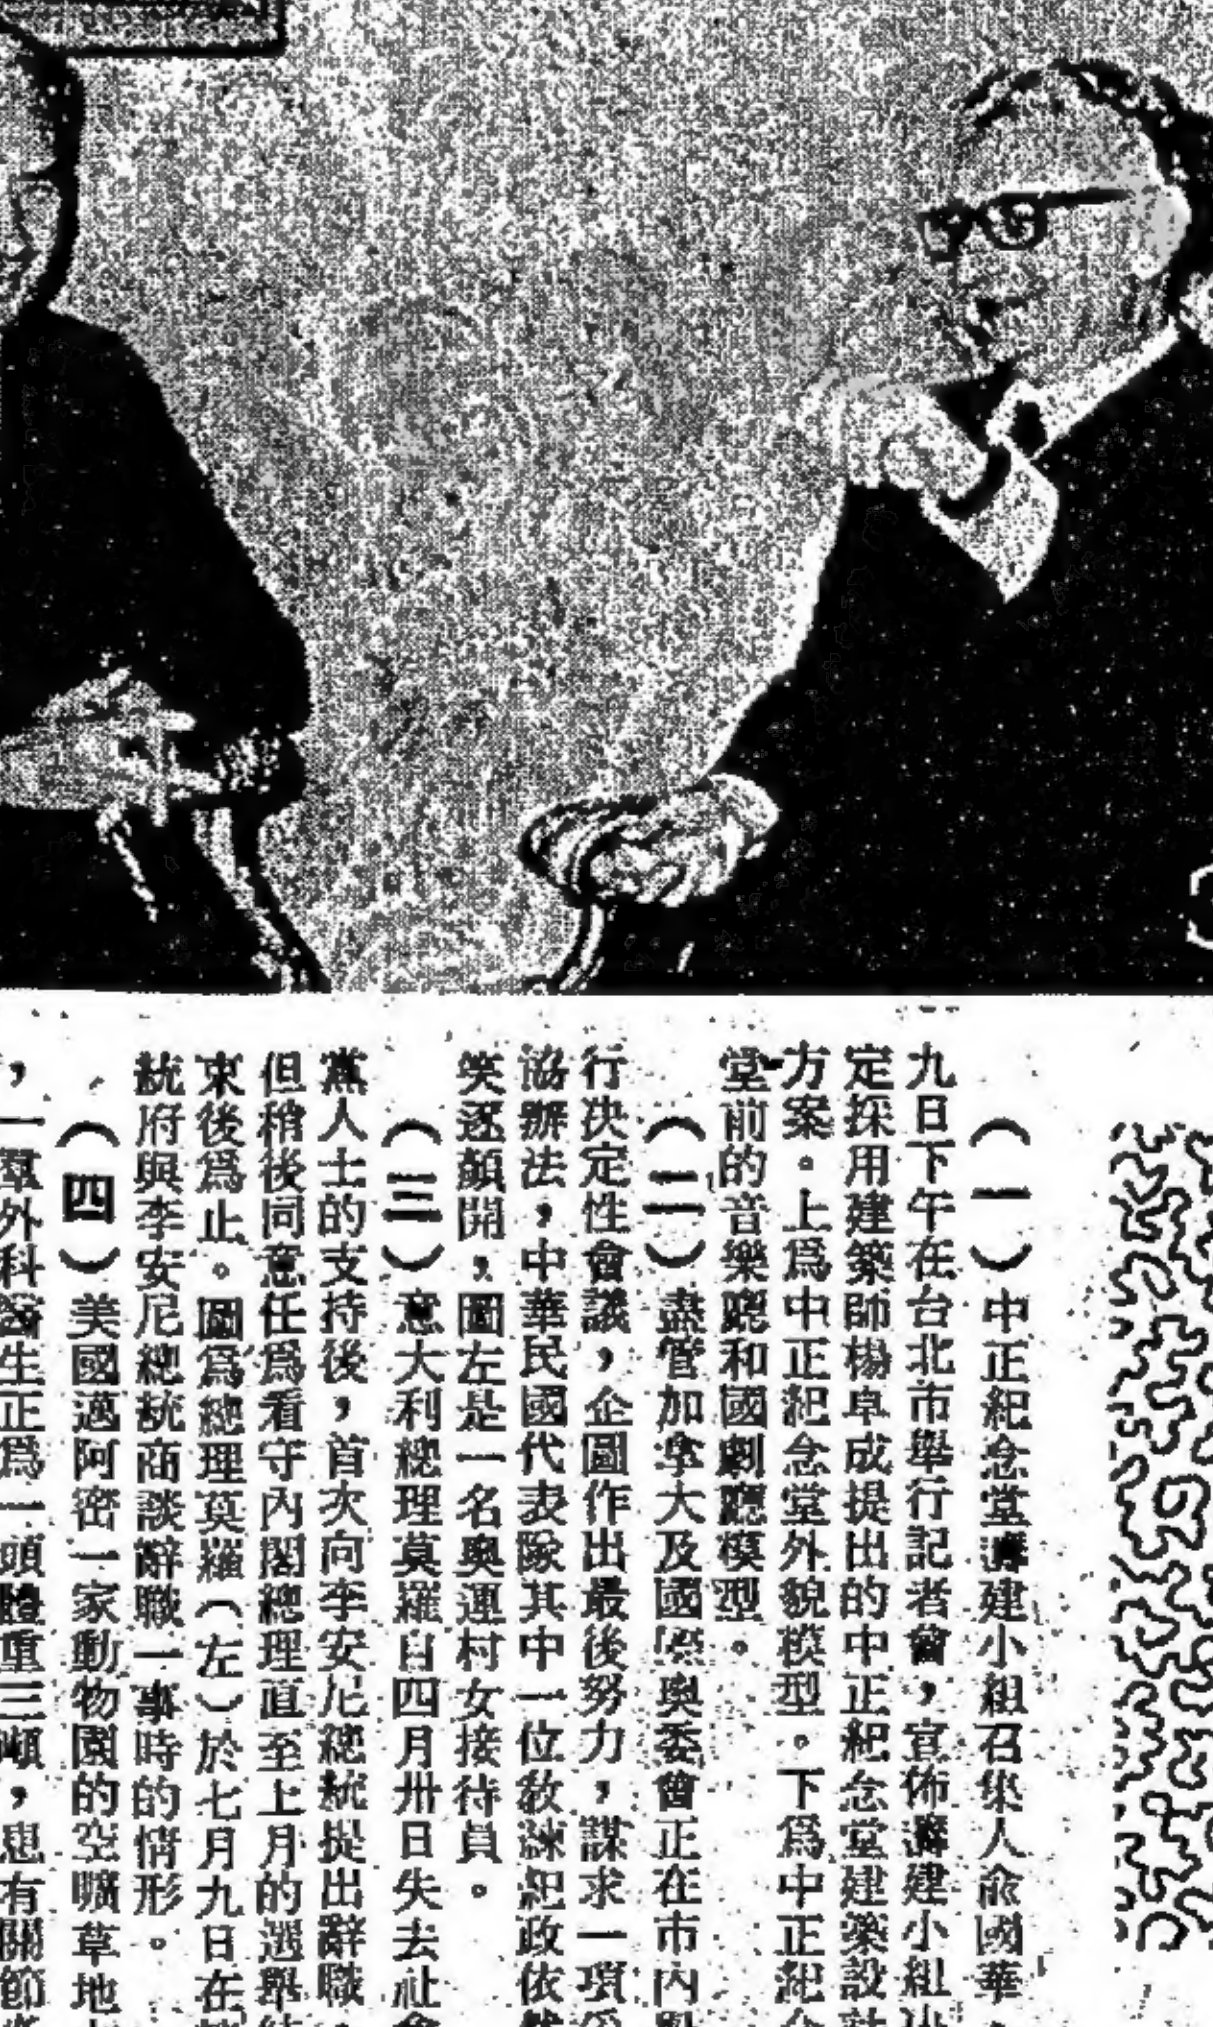 （一）中正紀念堂籌建小組召集人俞國華
九日下午在台北市舉行記者會，宣佈籌建小組
定採用建築師楊卓成提出的中正紀念堂建築設計
方案。上爲中正紀念堂外貌模型。下爲中正紀念
堂前的音樂廳和國劇廳模型。
（二）儘管加拿大及國際奧委會正在市內
行決定性會議，企圖作出最後努力，謀求一項
協辦法，中華民國代表隊其中一位教練紀政依然
笑逐顏開，圖左是一名奧運村女接待員。
（三）意大利總理莫羅自四月卅日失去社會
黨人士的支持後，首次向李安尼總統提出辭職，
但稍後同意任爲看守內閣總理直至上月的選舉結
束後爲止。圖爲總理莫羅（左）於七月九日在總
統府與李安尼總統商談辭職一事時的情形。
（四）美國邁阿密一家動物園的空曠草地
，一羣外科醫生正爲一頭體重三噸，患有關節